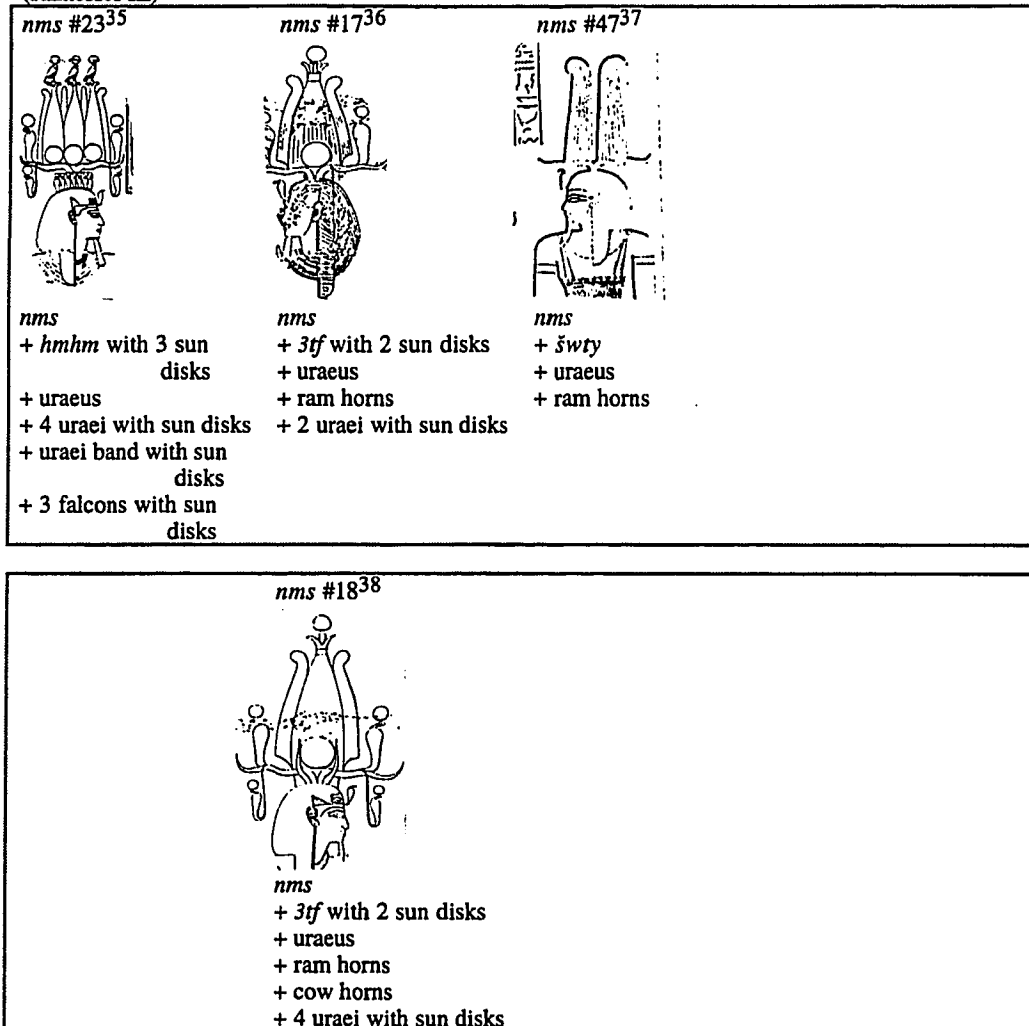 nms #23³⁵
nms #17³⁶
nms #47³⁷
nms
+ hmhm with 3 sun
disks
+ uraeus
+ 4 uraei with sun disks
+ uraei band with sun
disks
+ 3 falcons with sun
disks
nms
+ 3tf with 2 sun disks
+ uraeus
+ ram horns
+ 2 uraei with sun disks
nms
+ šwty
+ uraeus
+ ram horns
nms #18³⁸
nms
+ 3tf with 2 sun disks
+ uraeus
+ ram horns
+ cow horns
+ 4 uraei with sun disks